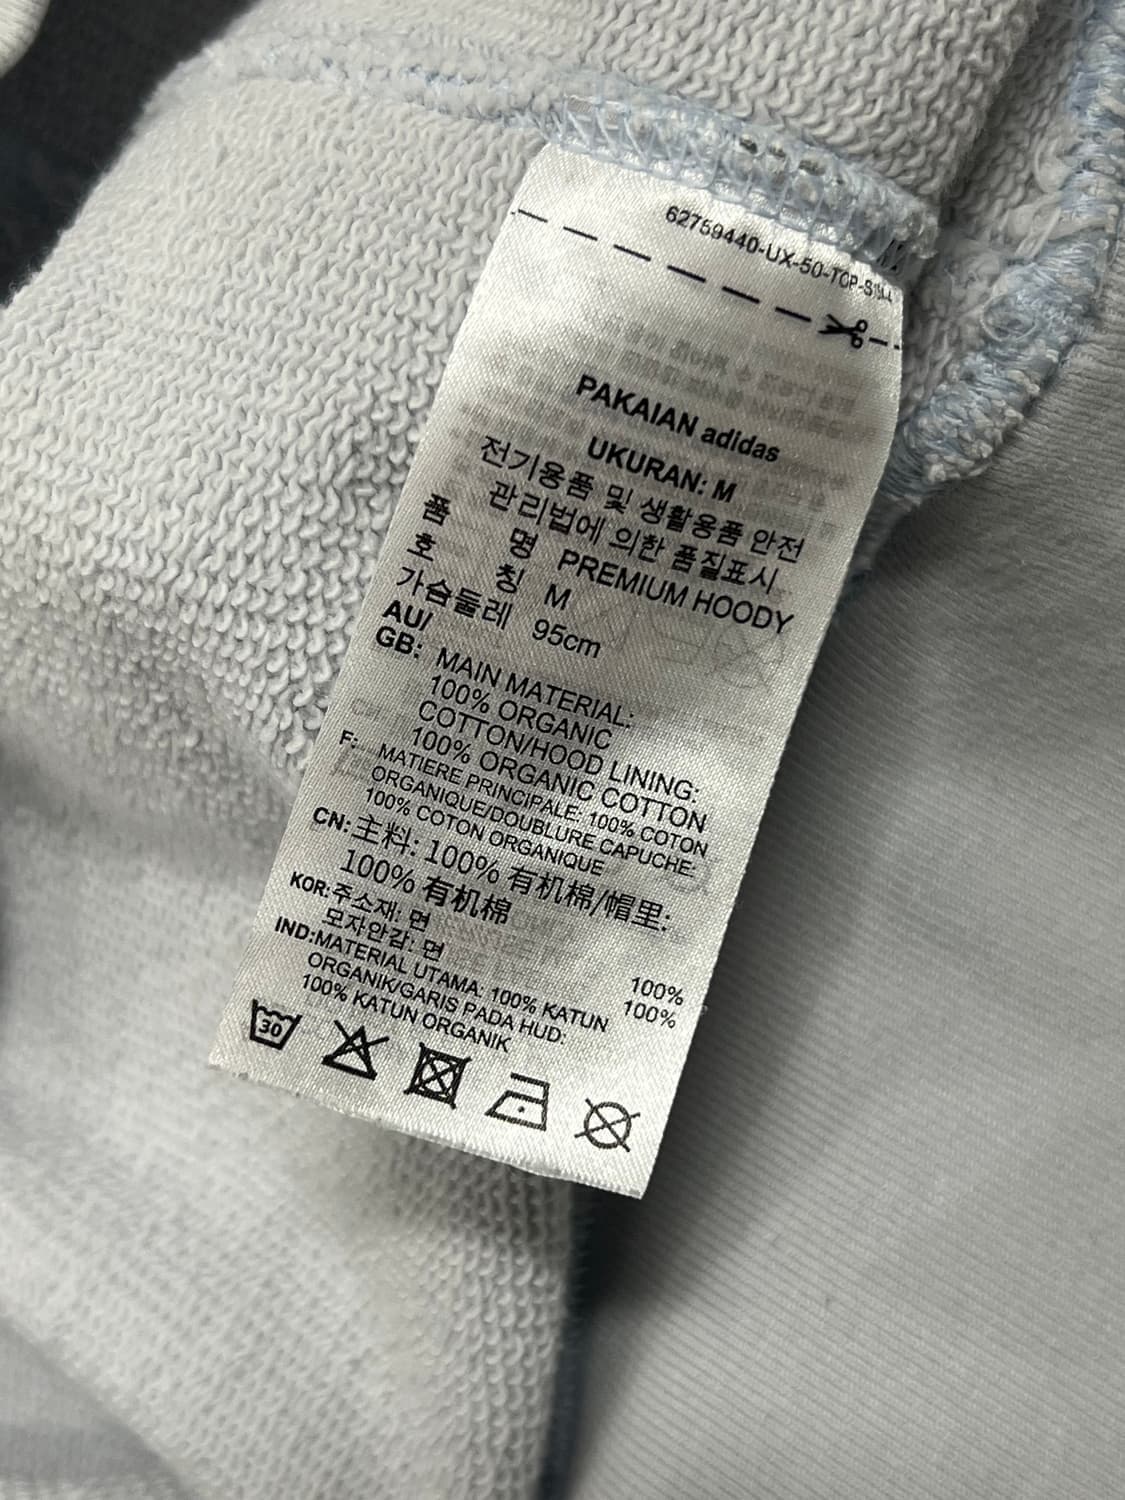 62759440-UX-50-TOP-
PAKAIAN adidas
UKURAN: M
전기용품 및 생활용품 안전
관리법에 의한 품질표시
품 명 PREMIUM HOODY
호 칭 M
가슴둘레 95cm
AU/
GB: MAIN MATERIAL:
100% ORGANIC
COTTON/HOOD LINING:
100% ORGANIC COTTON
F: MATIERE PRINCIPALE: 100% COTON
ORGANIQUE/DOUBLURE CAPUCHE:
100% COTON ORGANIQUE
CN: 主料: 100% 有机棉/帽里:
100% 有机棉
KOR: 주소재: 면 100%
모자안감: 면 100%
IND: MATERIAL UTAMA: 100% KATUN
ORGANIK/GARIS PADA HUD:
100% KATUN ORGANIK
30